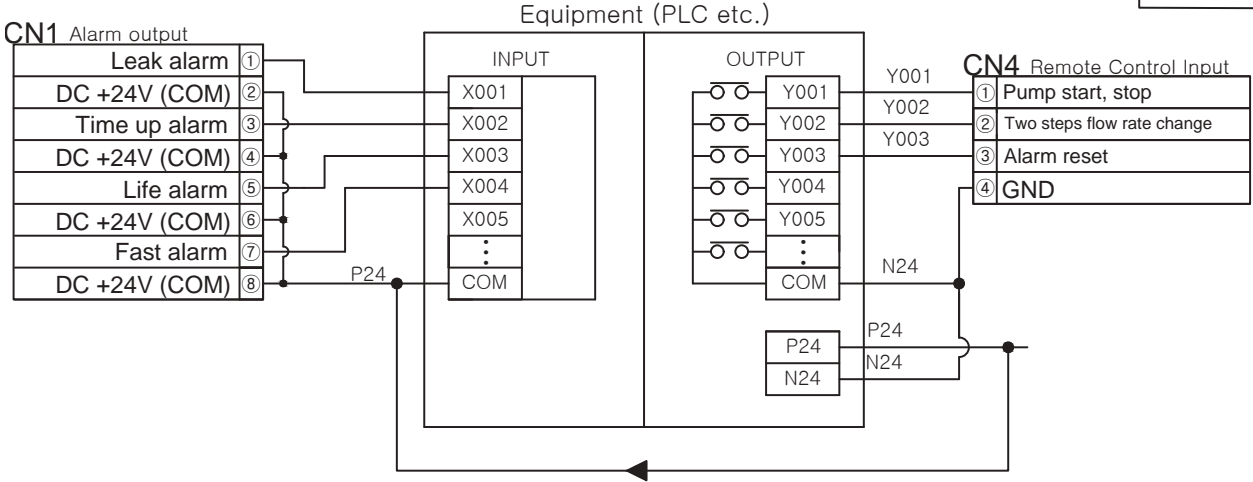 Equipment (PLC etc.)
CN1 Alarm output
Leak alarm ①
DC +24V (COM) ②
Time up alarm ③
DC +24V (COM) ④
Life alarm ⑤
DC +24V (COM) ⑥
Fast alarm ⑦
DC +24V (COM) ⑧
P24
INPUT
X001
X002
X003
X004
X005
⋮
COM
OUTPUT
Y001
Y002
Y003
Y004
Y005
⋮
COM
P24
N24
Y001
Y002
Y003
N24
P24
N24
CN4 Remote Control Input
① Pump start, stop
② Two steps flow rate change
③ Alarm reset
④ GND